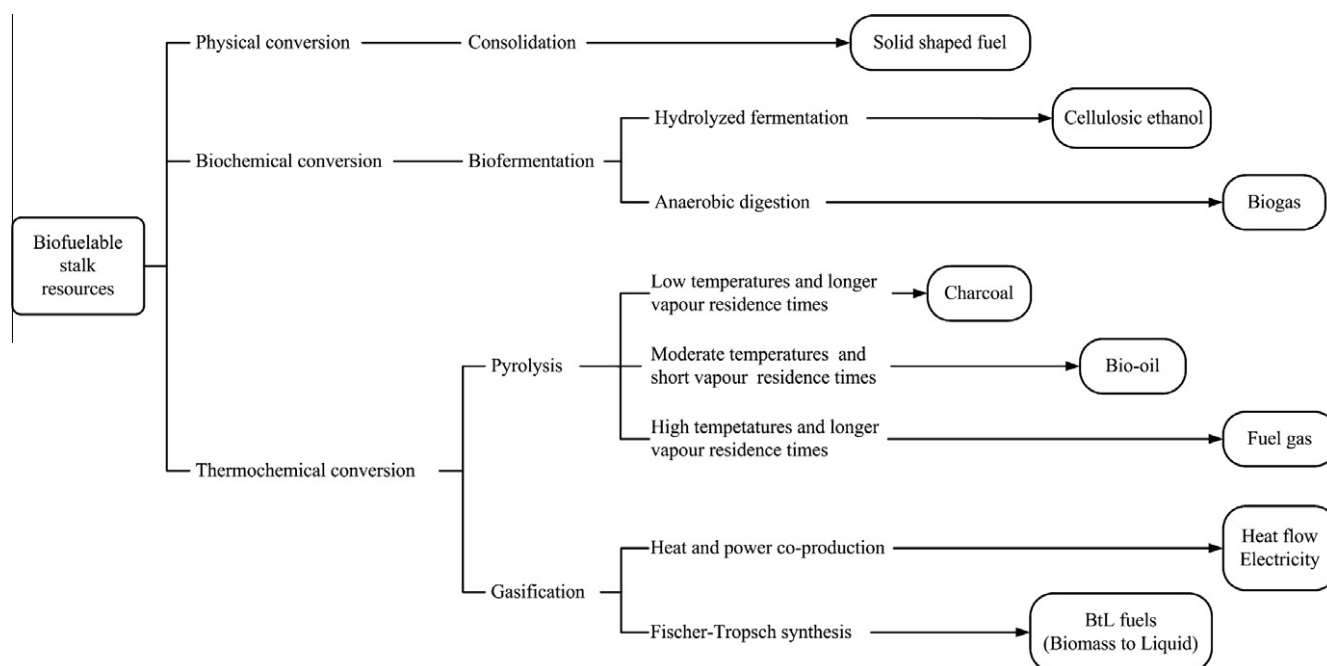 Physical conversion
Consolidation
Solid shaped fuel
Hydrolyzed fermentation
Cellulosic ethanol
Biochemical conversion
Biofermentation
Anaerobic digestion
Biogas
Biofuelable
stalk
resources
Low temperatures and longer
vapour residence times
Charcoal
Pyrolysis
Moderate temperatures and
short vapour residence times
Bio-oil
High tempetatures and longer
vapour residence times
Fuel gas
Thermochemical conversion
Heat and power co-production
Heat flow
Electricity
Gasification
Fischer-Tropsch synthesis
BtL fuels
(Biomass to Liquid)